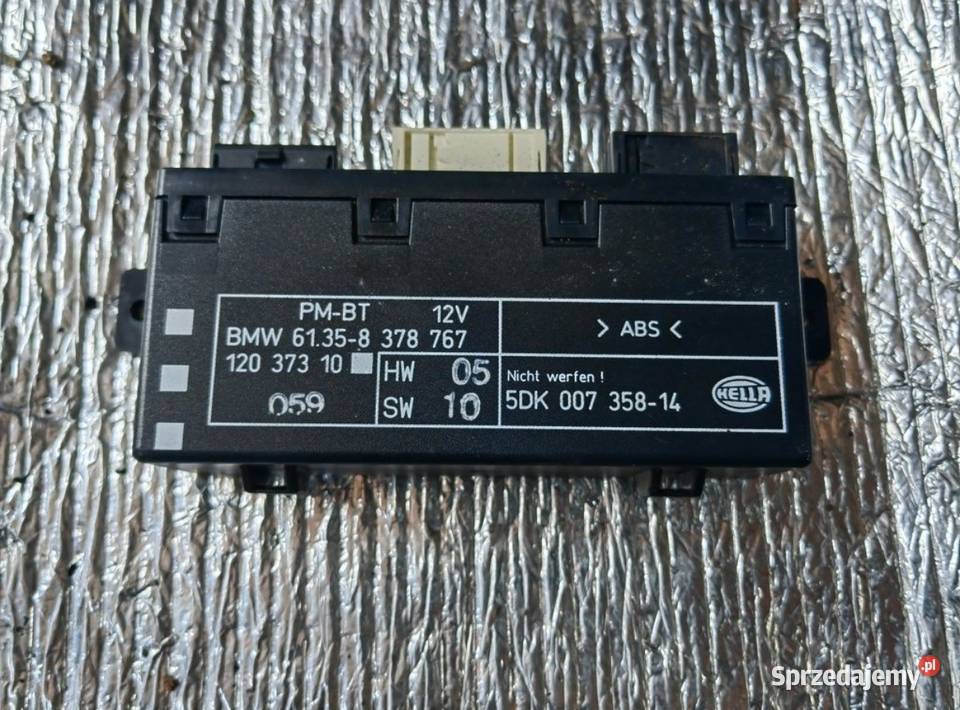 PM-BT 12V
BMW 61.35-8 378 767
120 373 10
HW 05
059
SW 10
> ABS <
Nicht werfen !
5DK 007 358-14
HELLA
Sprzedajemy.pl